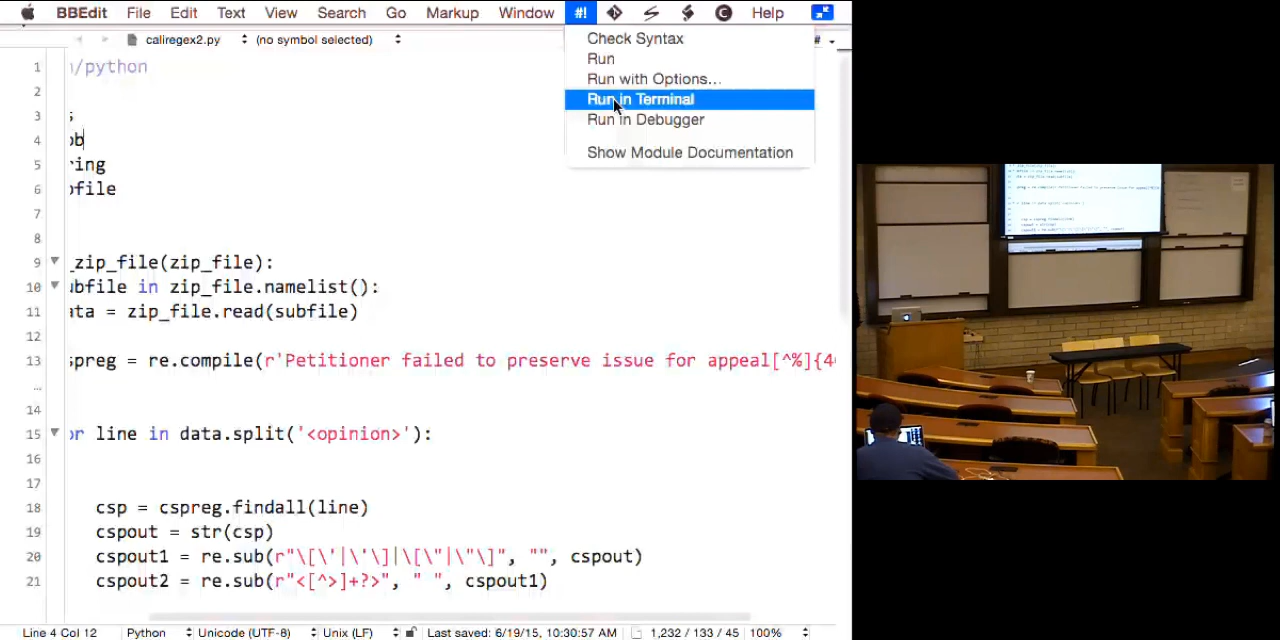 BBEdit File Edit Text View Search Go Markup Window #! Help
caliregex2.py (no symbol selected) #
Check Syntax
Run
Run with Options…
Run in Terminal
Run in Debugger
Show Module Documentation
1 n/python
2
3 s
4 ob
5 ring
6 ofile
7
8
9 _zip_file(zip_file):
10 ubfile in zip_file.namelist():
11 ata = zip_file.read(subfile)
12
13 spreg = re.compile(r'Petitioner failed to preserve issue for appeal[^%]{4
14
15 or line in data.split('<opinion>'):
16
17
18 csp = cspreg.findall(line)
19 cspout = str(csp)
20 cspout1 = re.sub(r"\[\'|\'\]|\[\"|\"\]", "", cspout)
21 cspout2 = re.sub(r"<[^>]+?>", " ", cspout1)
Line 4 Col 12 Python Unicode (UTF-8) Unix (LF) Last saved: 6/19/15, 10:30:57 AM 1,232 / 133 / 45 100%